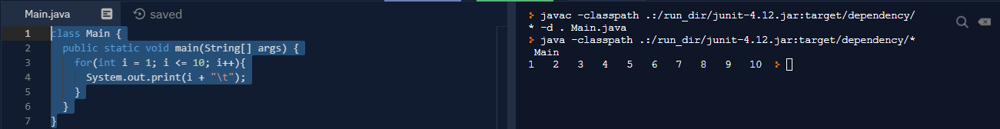 Main.java saved
1 class Main {
2 public static void main(String[] args) {
3 for(int i = 1; i <= 10; i++){
4 System.out.print(i + "\t");
5 }
6 }
7 }
javac -classpath .:/run_dir/junit-4.12.jar:target/dependency/
* -d . Main.java
java -classpath .:/run_dir/junit-4.12.jar:target/dependency/*
Main
1 2 3 4 5 6 7 8 9 10